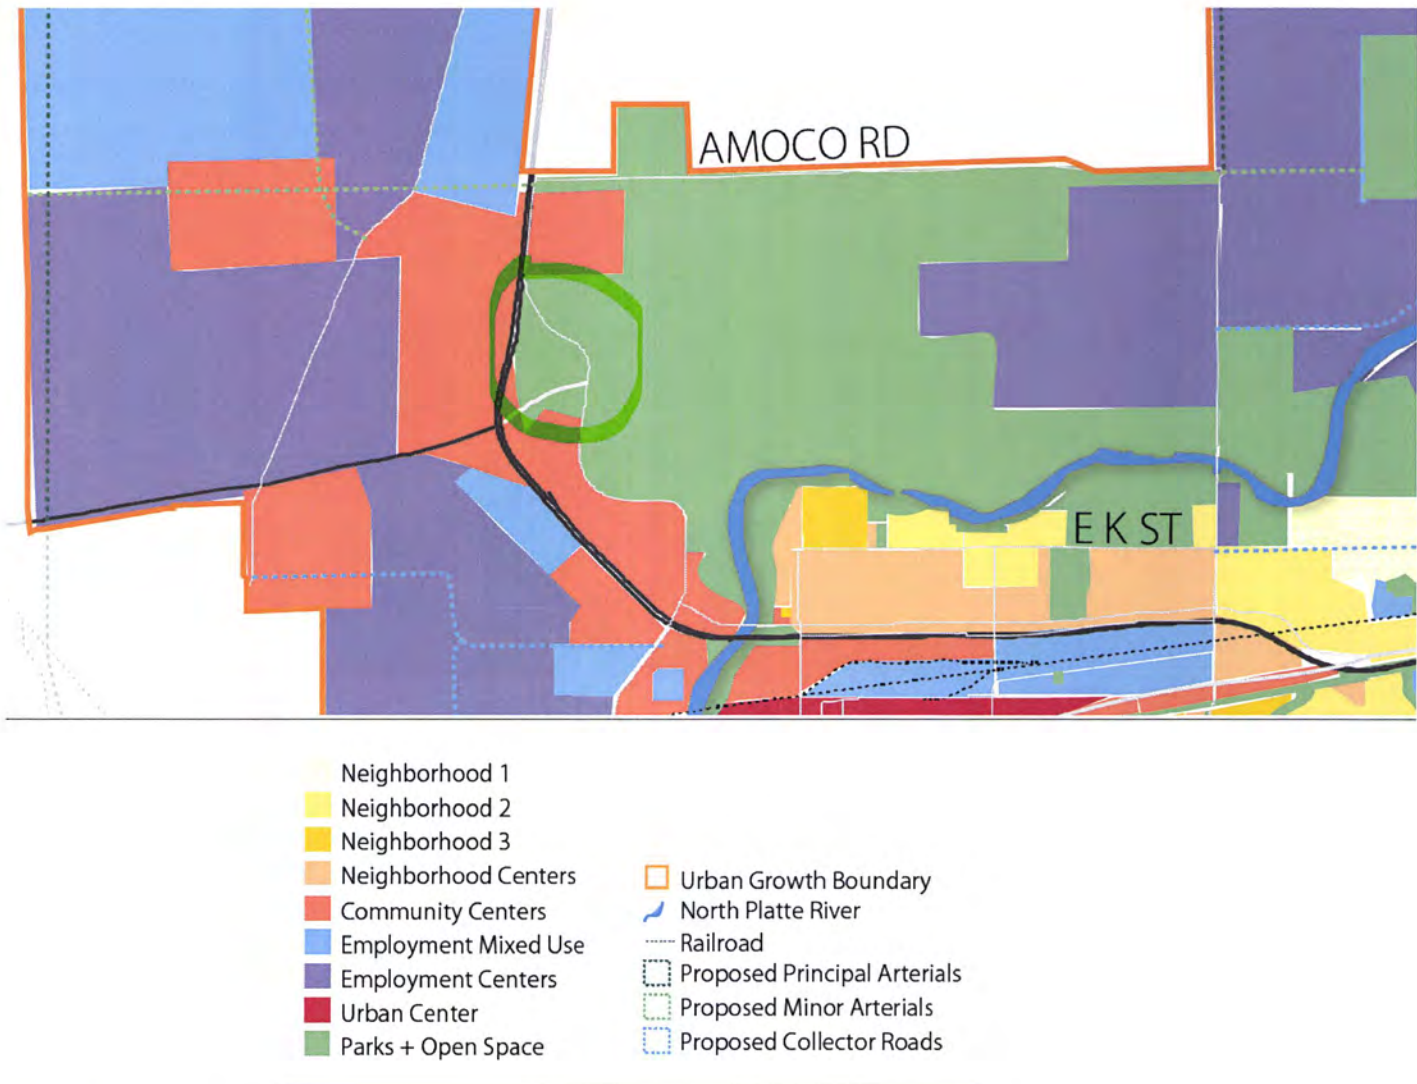 AMOCO RD
E K ST
Neighborhood 1
Neighborhood 2
Neighborhood 3
Neighborhood Centers
Community Centers
Employment Mixed Use
Employment Centers
Urban Center
Parks + Open Space
Urban Growth Boundary
North Platte River
Railroad
Proposed Principal Arterials
Proposed Minor Arterials
Proposed Collector Roads